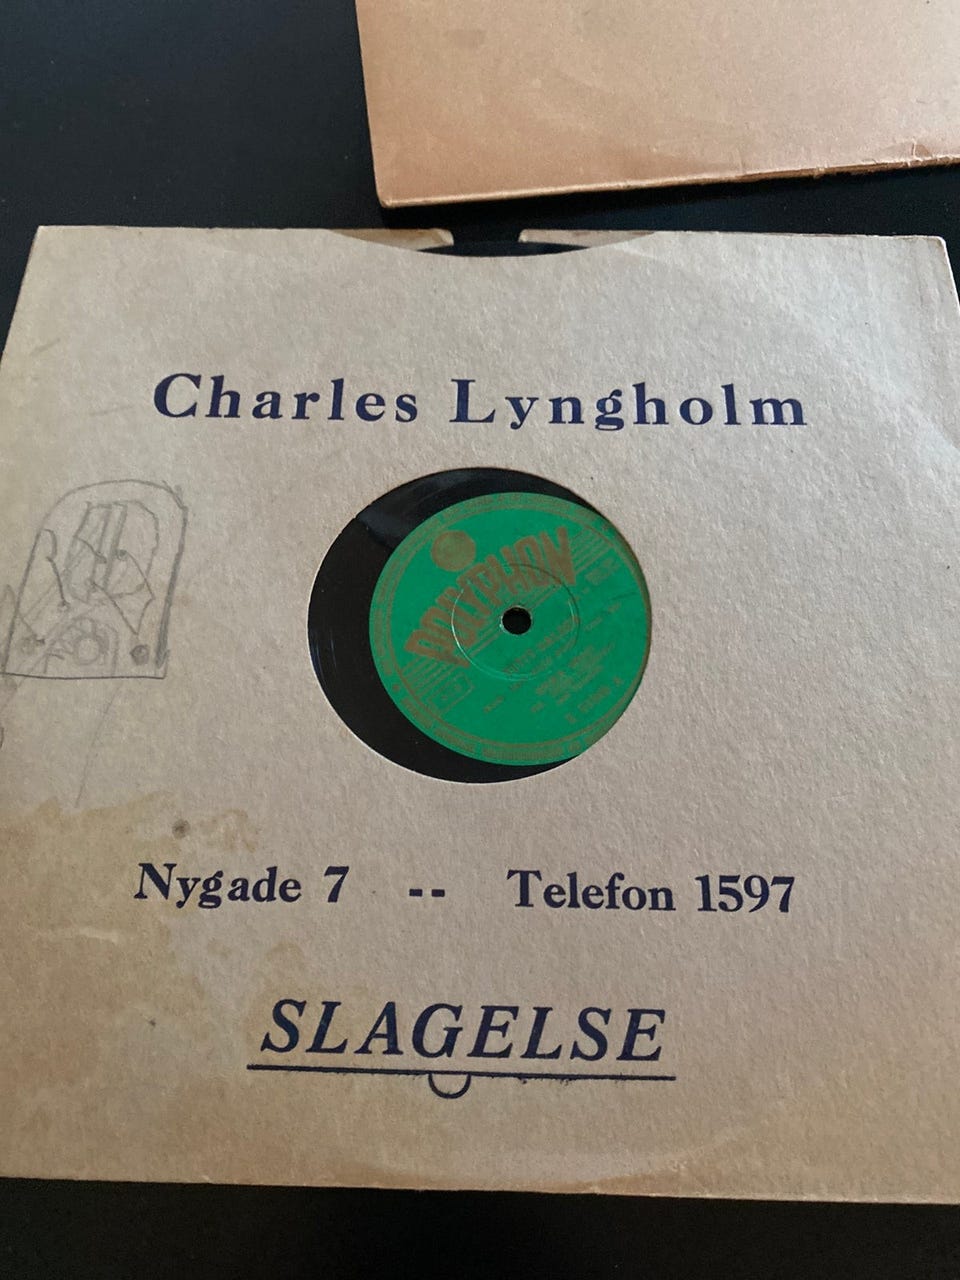 Charles Lyngholm
POLYPHON
Nygade 7 -- Telefon 1597
SLAGELSE